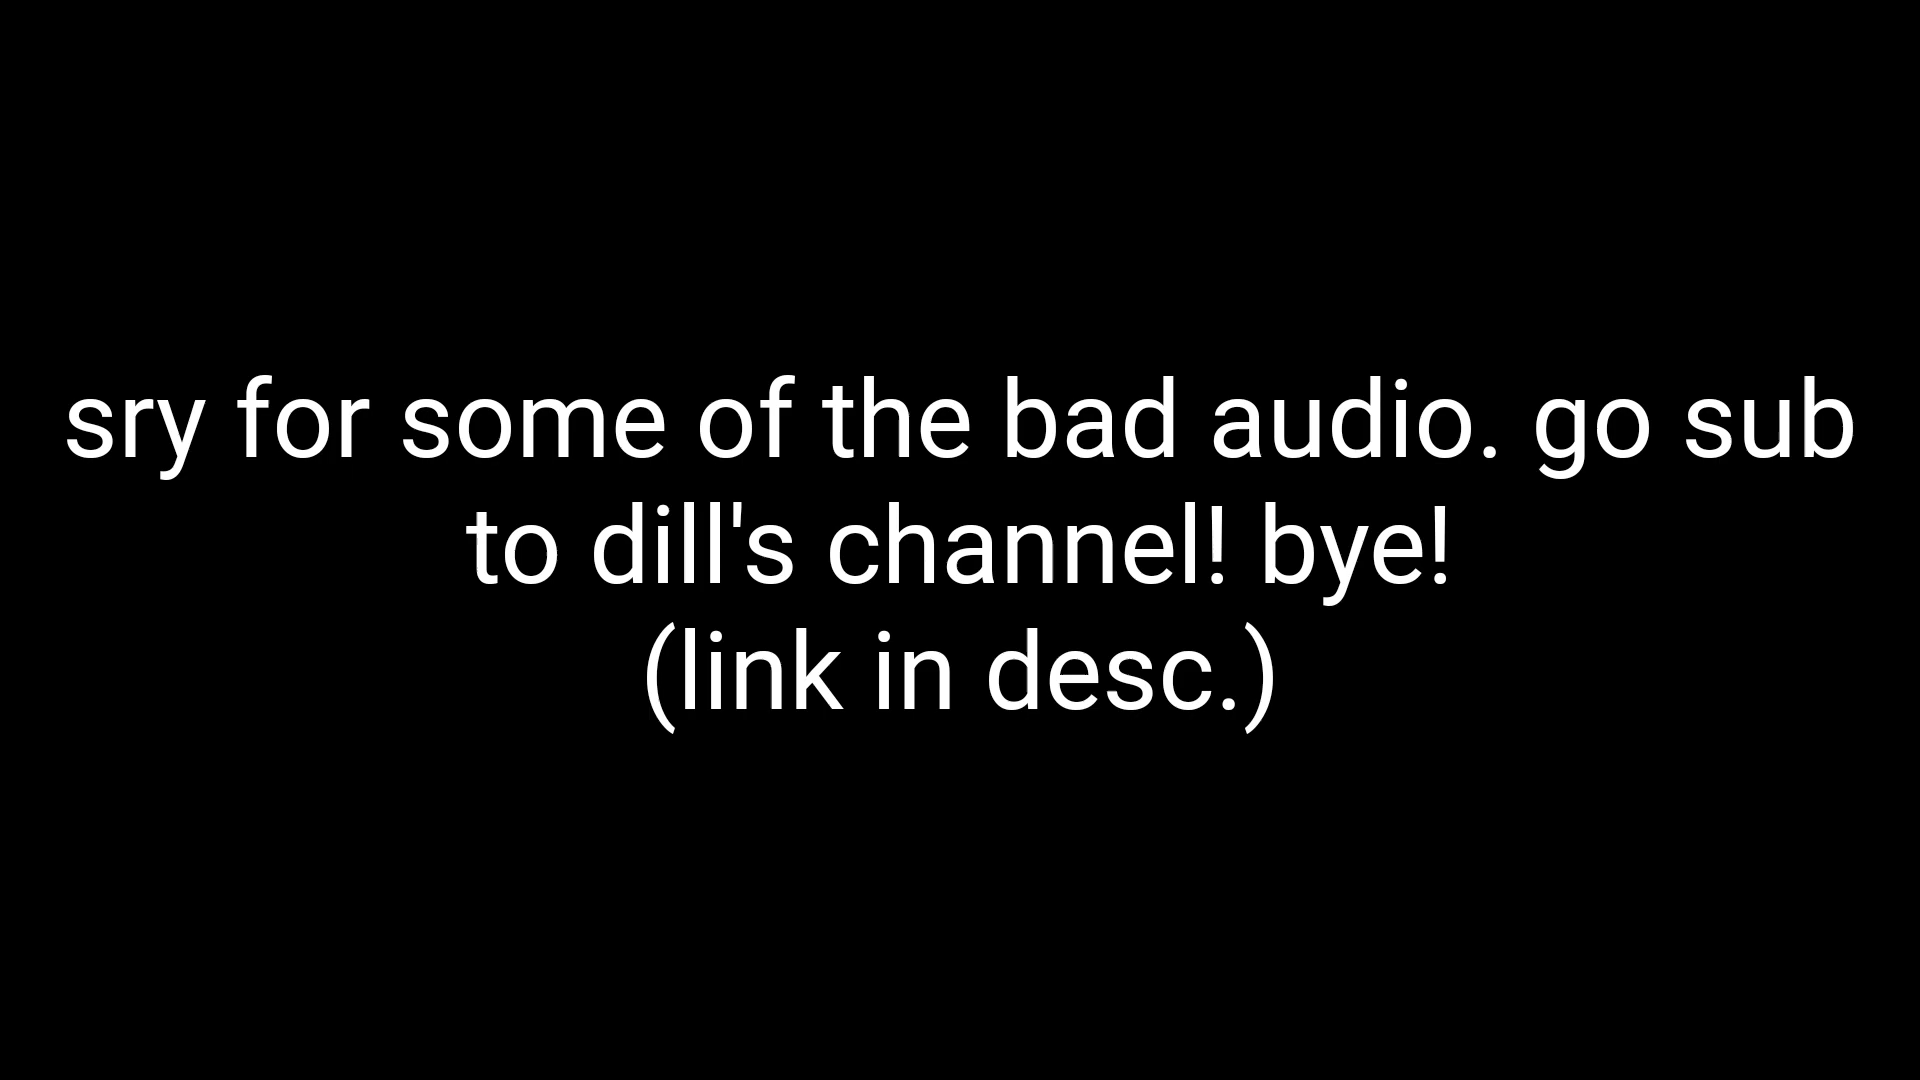 sry for some of the bad audio. go sub
to dill's channel! bye!
(link in desc.)